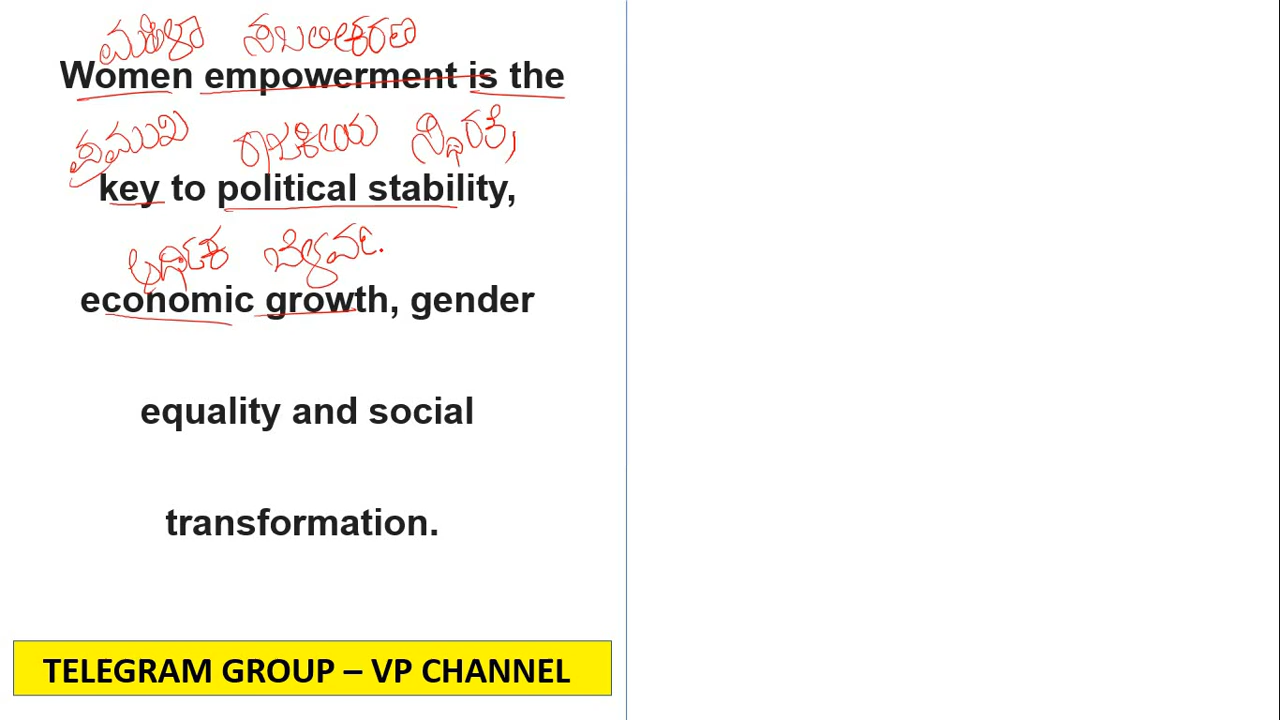 ಮಹಿಳಾ ಸಬಲೀಕರಣ
Women empowerment is the
ಪ್ರಮುಖ ರಾಜಕೀಯ ಸ್ಥಿರತೆ,
key to political stability,
ಆರ್ಥಿಕ ಬೆಳವಣಿ
economic growth, gender
equality and social
transformation.
TELEGRAM GROUP – VP CHANNEL